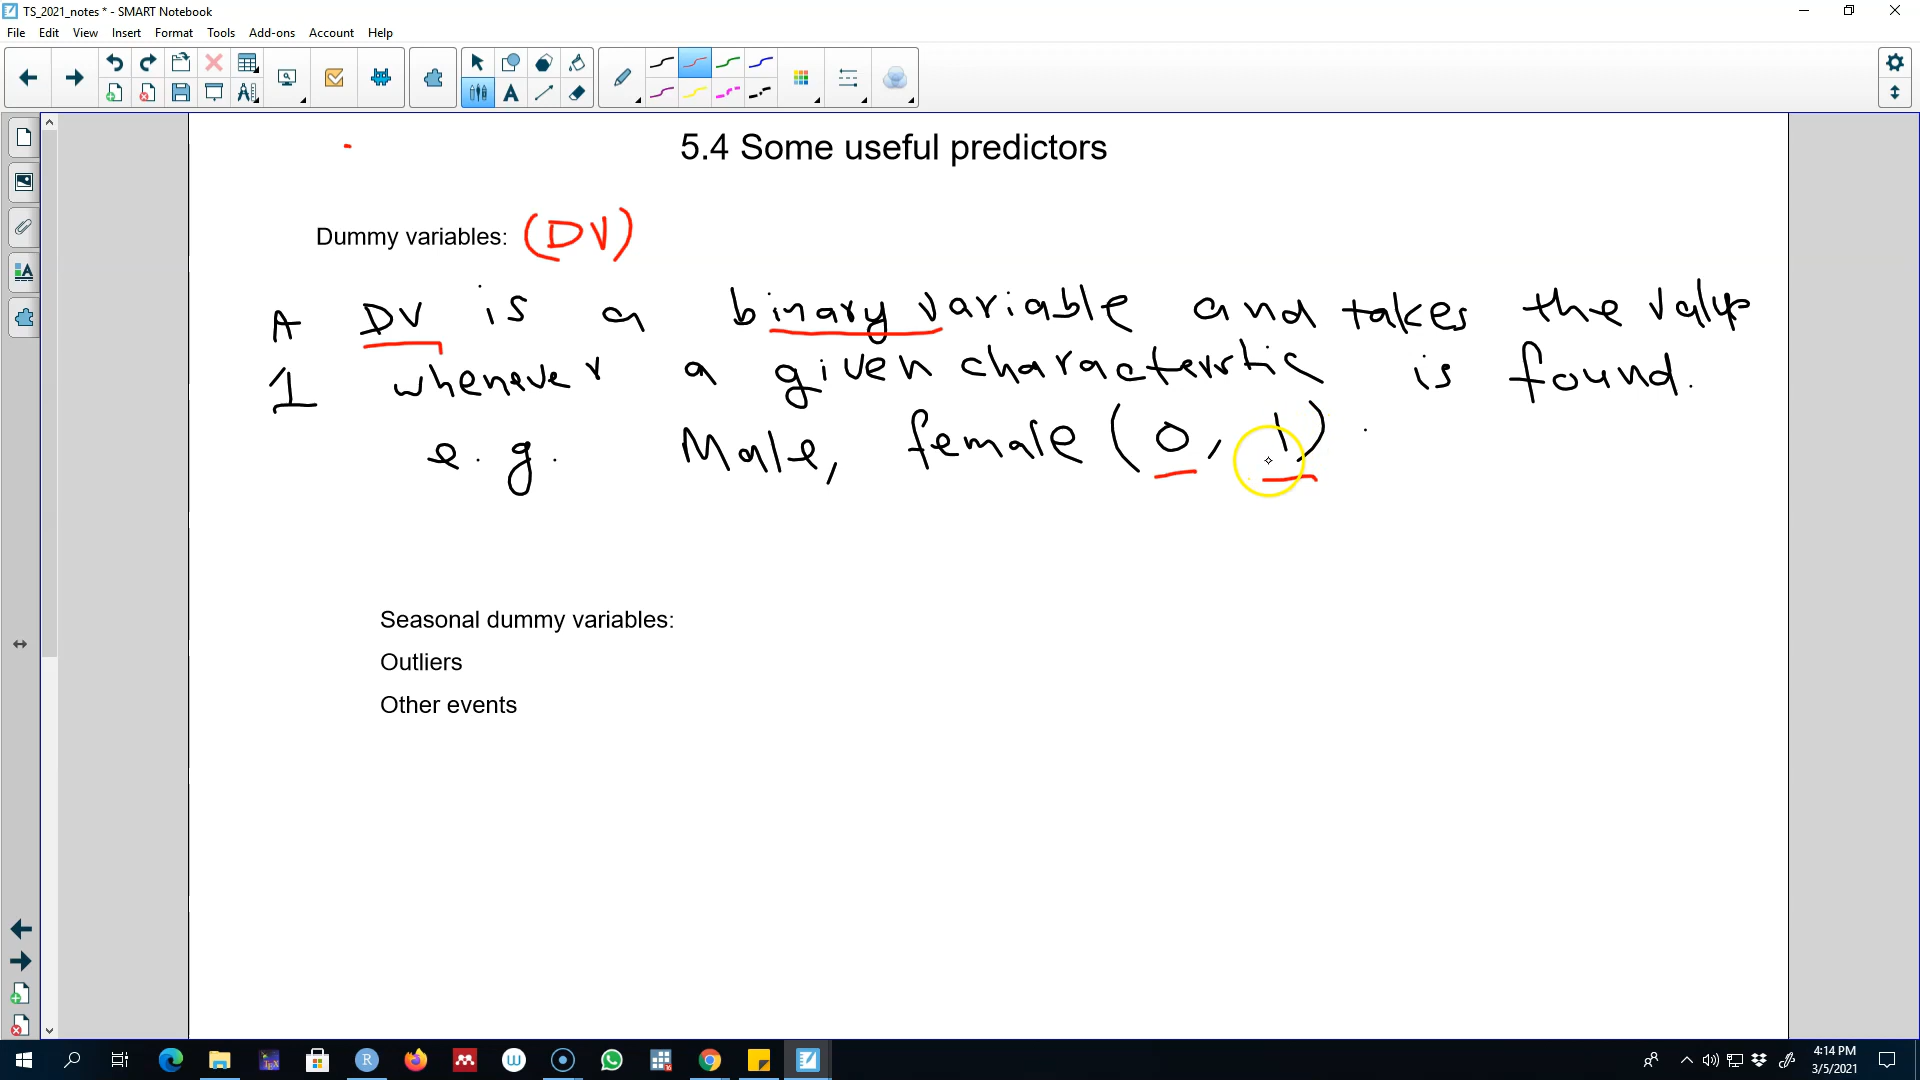 TS_2021_notes * - SMART Notebook
File Edit View Insert Format Tools Add-ons Account Help
5.4 Some useful predictors
Dummy variables: (DV)
A DV is a binary variable and takes the value
1 whenever a given characterstic is found.
e.g. Male, female (0, 1)
Seasonal dummy variables:
Outliers
Other events
4:14 PM
3/5/2021